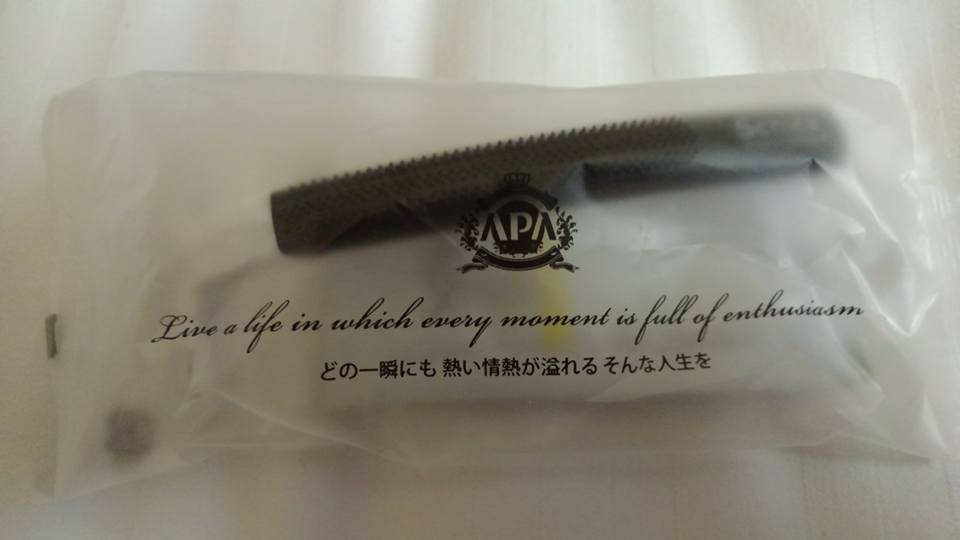 APA
Live a life in which every moment is full of enthusiasm
どの一瞬にも 熱い情熱が溢れる そんな人生を